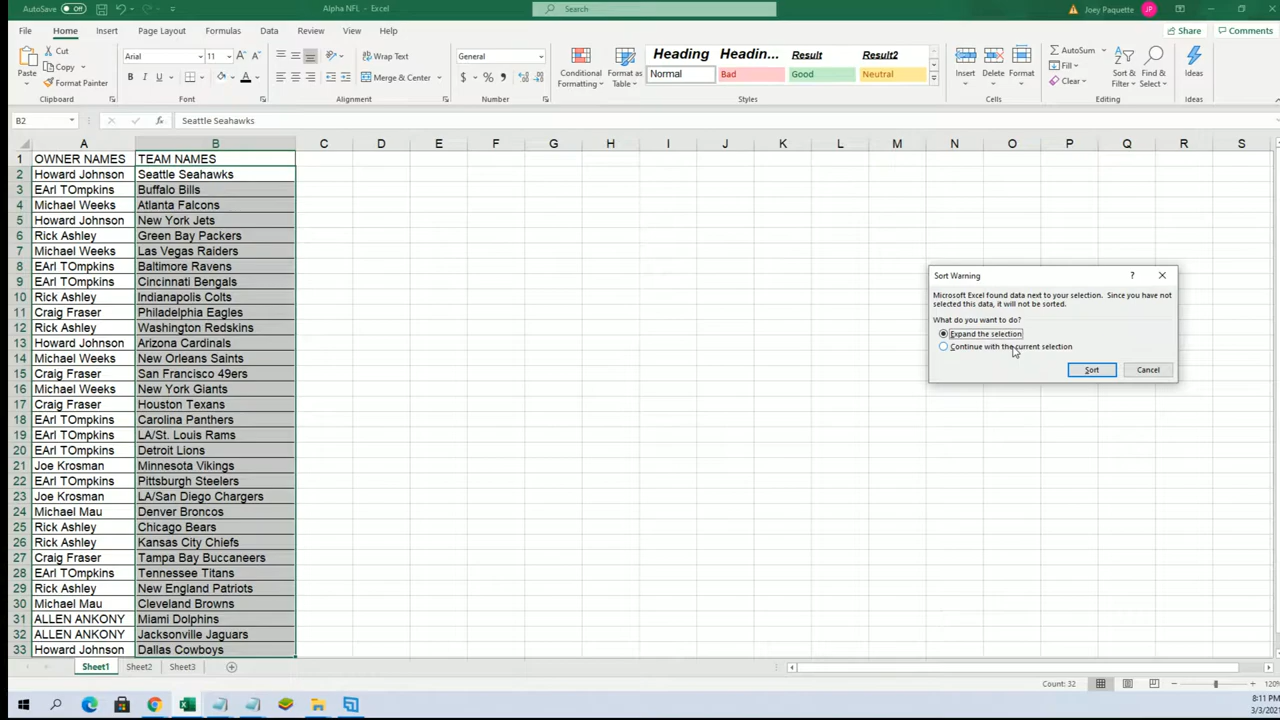 AutoSave Off Alpha NFL - Excel Search Joey Paquette JP
File Home Insert Page Layout Formulas Data Review View Help Share Comments
Paste Cut Copy Format Painter Clipboard
Arial 11 B I U A Font
Wrap Text Merge & Center Alignment
General $ % Number
Conditional Formatting Format as Table
Heading Headin... Result Result2
Normal Bad Good Neutral Styles
Insert Delete Format Cells
AutoSum Fill Clear Sort & Filter Find & Select Editing
Ideas Ideas
B2 fx Seattle Seahawks
A B C D E F G H I J K L M N O P Q R S
1 OWNER NAMES TEAM NAMES
2 Howard Johnson Seattle Seahawks
3 EArl TOmpkins Buffalo Bills
4 Michael Weeks Atlanta Falcons
5 Howard Johnson New York Jets
6 Rick Ashley Green Bay Packers
7 Michael Weeks Las Vegas Raiders
8 EArl TOmpkins Baltimore Ravens
9 EArl TOmpkins Cincinnati Bengals
10 Rick Ashley Indianapolis Colts
11 Craig Fraser Philadelphia Eagles
12 Rick Ashley Washington Redskins
13 Howard Johnson Arizona Cardinals
14 Michael Weeks New Orleans Saints
15 Craig Fraser San Francisco 49ers
16 Michael Weeks New York Giants
17 Craig Fraser Houston Texans
18 EArl TOmpkins Carolina Panthers
19 EArl TOmpkins LA/St. Louis Rams
20 EArl TOmpkins Detroit Lions
21 Joe Krosman Minnesota Vikings
22 EArl TOmpkins Pittsburgh Steelers
23 Joe Krosman LA/San Diego Chargers
24 Michael Mau Denver Broncos
25 Rick Ashley Chicago Bears
26 Rick Ashley Kansas City Chiefs
27 Craig Fraser Tampa Bay Buccaneers
28 EArl TOmpkins Tennessee Titans
29 Rick Ashley New England Patriots
30 Michael Mau Cleveland Browns
31 ALLEN ANKONY Miami Dolphins
32 ALLEN ANKONY Jacksonville Jaguars
33 Howard Johnson Dallas Cowboys
Sort Warning ?
Microsoft Excel found data next to your selection. Since you have not
selected this data, it will not be sorted.
What do you want to do?
Expand the selection
Continue with the current selection
Sort Cancel
Sheet1 Sheet2 Sheet3
Count: 32 120%
8:11 PM
3/3/2021